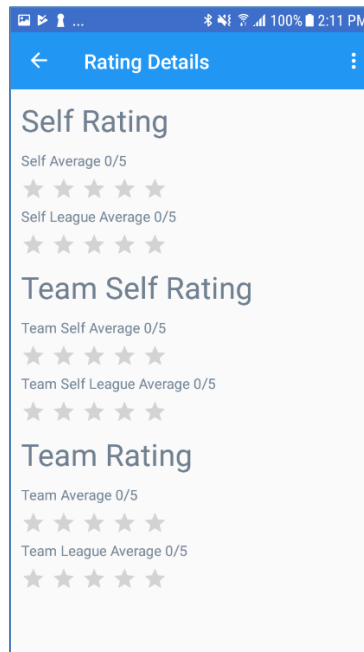 ... 100% 2:11 PM
Rating Details
Self Rating
Self Average 0/5
Self League Average 0/5
Team Self Rating
Team Self Average 0/5
Team Self League Average 0/5
Team Rating
Team Average 0/5
Team League Average 0/5